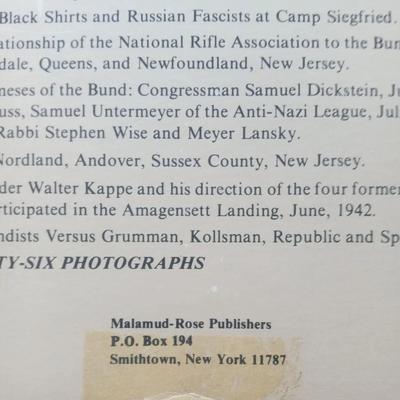 Black Shirts and Russian Fascists at Camp Siegfried.
ationship of the National Rifle Association to the Bun
dale, Queens, and Newfoundland, New Jersey.
neses of the Bund: Congressman Samuel Dickstein, Ju
uss, Samuel Untermeyer of the Anti-Nazi League, Jul
Rabbi Stephen Wise and Meyer Lansky.
Nordland, Andover, Sussex County, New Jersey.
der Walter Kappe and his direction of the four former
rticipated in the Amagensett Landing, June, 1942.
ndists Versus Grumman, Kollsman, Republic and Sp
TY-SIX PHOTOGRAPHS
Malamud-Rose Publishers
P.O. Box 194
Smithtown, New York 11787